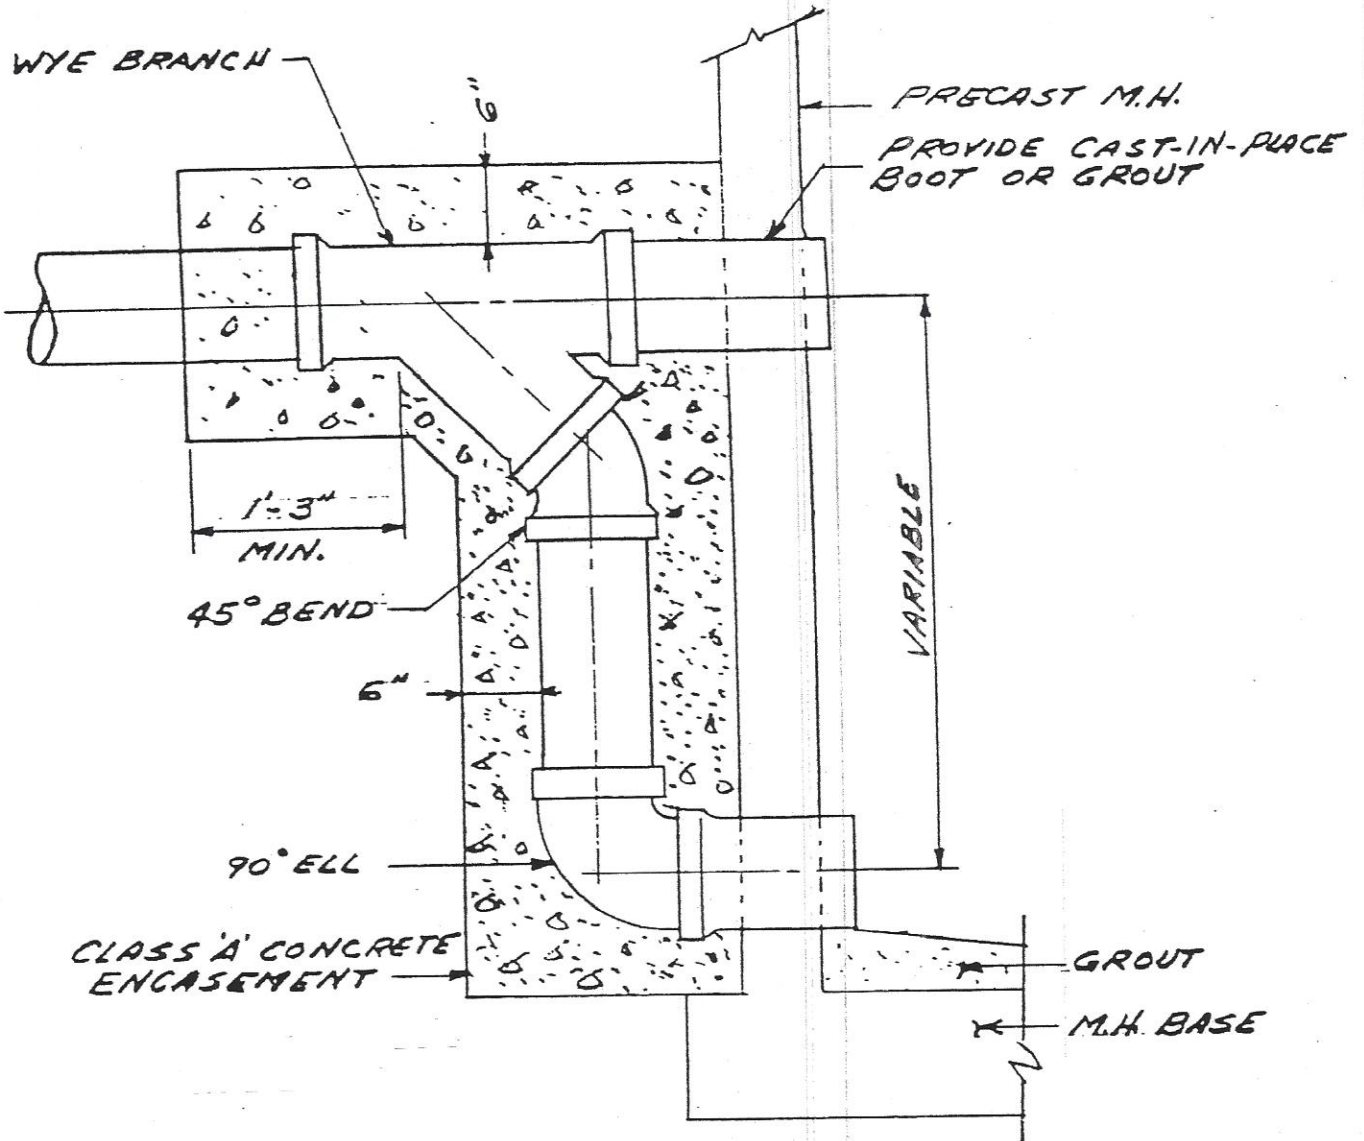 WYE BRANCH
6"
PRECAST M.H.
PROVIDE CAST-IN-PLACE
BOOT OR GROUT
1'-3"
MIN.
45° BEND
VARIABLE
6"
90° ELL
CLASS 'A' CONCRETE
ENCASEMENT
GROUT
M.H. BASE